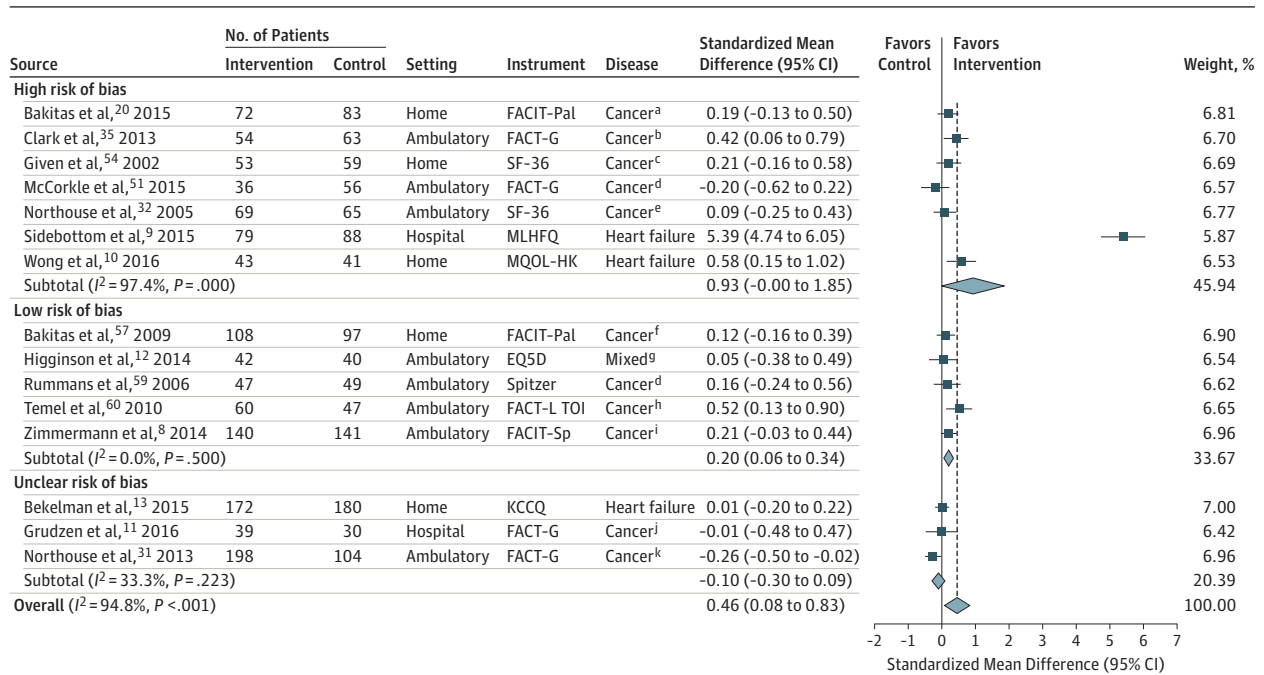 No. of Patients
Source Intervention Control Setting Instrument Disease Standardized Mean Difference (95% CI) Favors Control Favors Intervention Weight, %
High risk of bias
Bakitas et al,20 2015 72 83 Home FACIT-Pal Cancera 0.19 (-0.13 to 0.50) 6.81
Clark et al,35 2013 54 63 Ambulatory FACT-G Cancerb 0.42 (0.06 to 0.79) 6.70
Given et al,54 2002 53 59 Home SF-36 Cancerc 0.21 (-0.16 to 0.58) 6.69
McCorkle et al,51 2015 36 56 Ambulatory FACT-G Cancerd -0.20 (-0.62 to 0.22) 6.57
Northouse et al,32 2005 69 65 Ambulatory SF-36 Cancere 0.09 (-0.25 to 0.43) 6.77
Sidebottom et al,9 2015 79 88 Hospital MLHFQ Heart failure 5.39 (4.74 to 6.05) 5.87
Wong et al,10 2016 43 41 Home MQOL-HK Heart failure 0.58 (0.15 to 1.02) 6.53
Subtotal (I2 = 97.4%, P = .000) 0.93 (-0.00 to 1.85) 45.94
Low risk of bias
Bakitas et al,57 2009 108 97 Home FACIT-Pal Cancerf 0.12 (-0.16 to 0.39) 6.90
Higginson et al,12 2014 42 40 Ambulatory EQ5D Mixedg 0.05 (-0.38 to 0.49) 6.54
Rummans et al,59 2006 47 49 Ambulatory Spitzer Cancerd 0.16 (-0.24 to 0.56) 6.62
Temel et al,60 2010 60 47 Ambulatory FACT-L TOI Cancerh 0.52 (0.13 to 0.90) 6.65
Zimmermann et al,8 2014 140 141 Ambulatory FACIT-Sp Canceri 0.21 (-0.03 to 0.44) 6.96
Subtotal (I2 = 0.0%, P = .500) 0.20 (0.06 to 0.34) 33.67
Unclear risk of bias
Bekelman et al,13 2015 172 180 Home KCCQ Heart failure 0.01 (-0.20 to 0.22) 7.00
Grudzen et al,11 2016 39 30 Hospital FACT-G Cancerj -0.01 (-0.48 to 0.47) 6.42
Northouse et al,31 2013 198 104 Ambulatory FACT-G Cancerk -0.26 (-0.50 to -0.02) 6.96
Subtotal (I2 = 33.3%, P = .223) -0.10 (-0.30 to 0.09) 20.39
Overall (I2 = 94.8%, P <.001) 0.46 (0.08 to 0.83) 100.00
-2 -1 0 1 2 3 4 5 6 7
Standardized Mean Difference (95% CI)